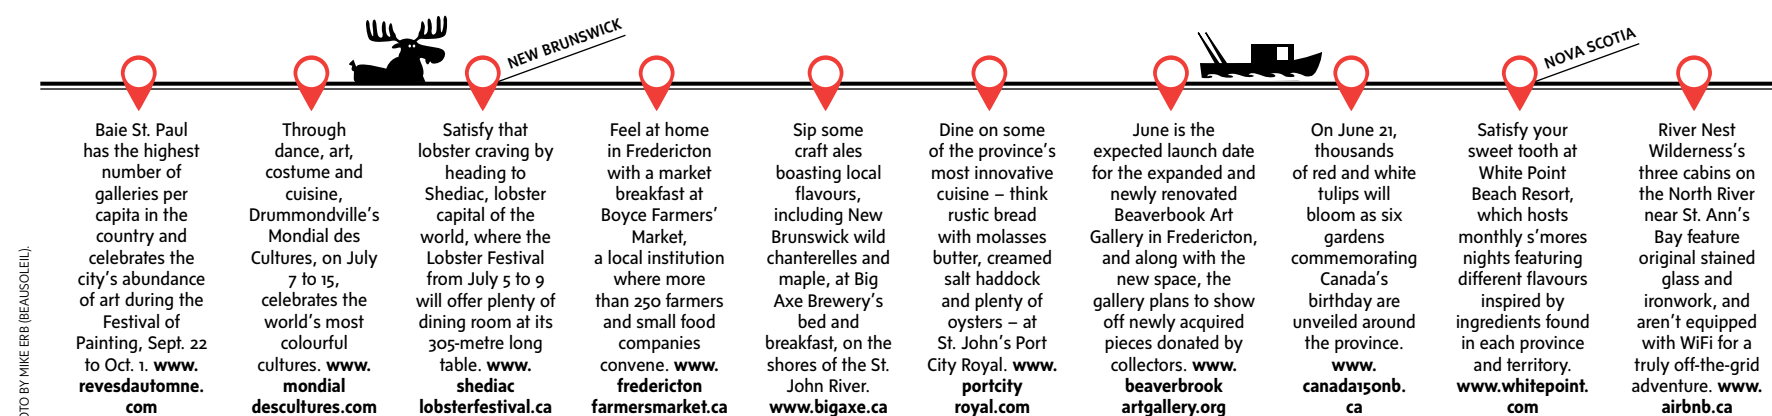 NEW BRUNSWICK
NOVA SCOTIA
Baie St. Paul
has the highest
number of
galleries per
capita in the
country and
celebrates the
city's abundance
of art during the
Festival of
Painting, Sept. 22
to Oct. 1. www.
revesdautomne.
com
Through
dance, art,
costume and
cuisine,
Drummondville's
Mondial des
Cultures, on July
7 to 15,
celebrates the
world's most
colourful
cultures. www.
mondial
descultures.com
Satisfy that
lobster craving by
heading to
Shediac, lobster
capital of the
world, where the
Lobster Festival
from July 5 to 9
will offer plenty of
dining room at its
305-metre long
table. www.
shediac
lobsterfestival.ca
Feel at home
in Fredericton
with a market
breakfast at
Boyce Farmers'
Market,
a local institution
where more
than 250 farmers
and small food
companies
convene. www.
fredericton
farmersmarket.ca
Sip some
craft ales
boasting local
flavours,
including New
Brunswick wild
chanterelles and
maple, at Big
Axe Brewery's
bed and
breakfast, on the
shores of the St.
John River.
www.bigaxe.ca
Dine on some
of the province's
most innovative
cuisine – think
rustic bread
with molasses
butter, creamed
salt haddock
and plenty of
oysters – at
St. John's Port
City Royal. www.
portcity
royal.com
June is the
expected launch date
for the expanded and
newly renovated
Beaverbook Art
Gallery in Fredericton,
and along with the
new space, the
gallery plans to show
off newly acquired
pieces donated by
collectors. www.
beaverbrook
artgallery.org
On June 21,
thousands
of red and white
tulips will
bloom as six
gardens
commemorating
Canada's
birthday are
unveiled around
the province.
www.
canada150nb.
ca
Satisfy your
sweet tooth at
White Point
Beach Resort,
which hosts
monthly s'mores
nights featuring
different flavours
inspired by
ingredients found
in each province
and territory.
www.whitepoint.
com
River Nest
Wilderness's
three cabins on
the North River
near St. Ann's
Bay feature
original stained
glass and
ironwork, and
aren't equipped
with WiFi for a
truly off-the-grid
adventure. www.
airbnb.ca
OTO BY MIKE ERB (BEAUSOLEIL).